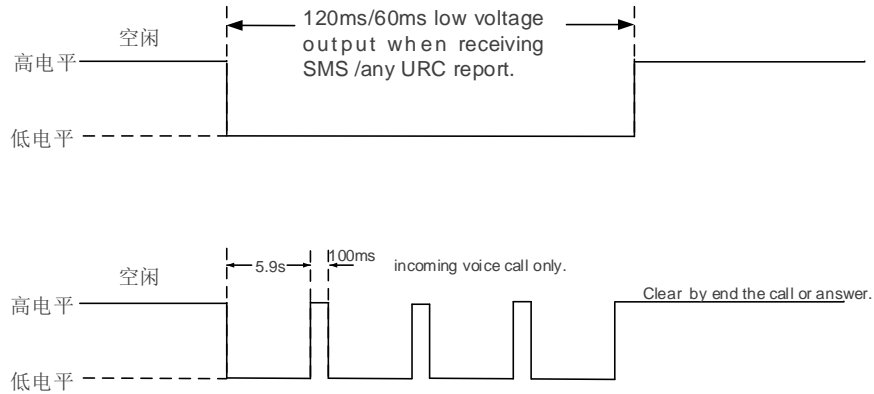 空闲
120ms/60ms low voltage
output when receiving
SMS /any URC report.
高电平
低电平
空闲
5.9s
100ms
incoming voice call only.
高电平
Clear by end the call or answer.
低电平